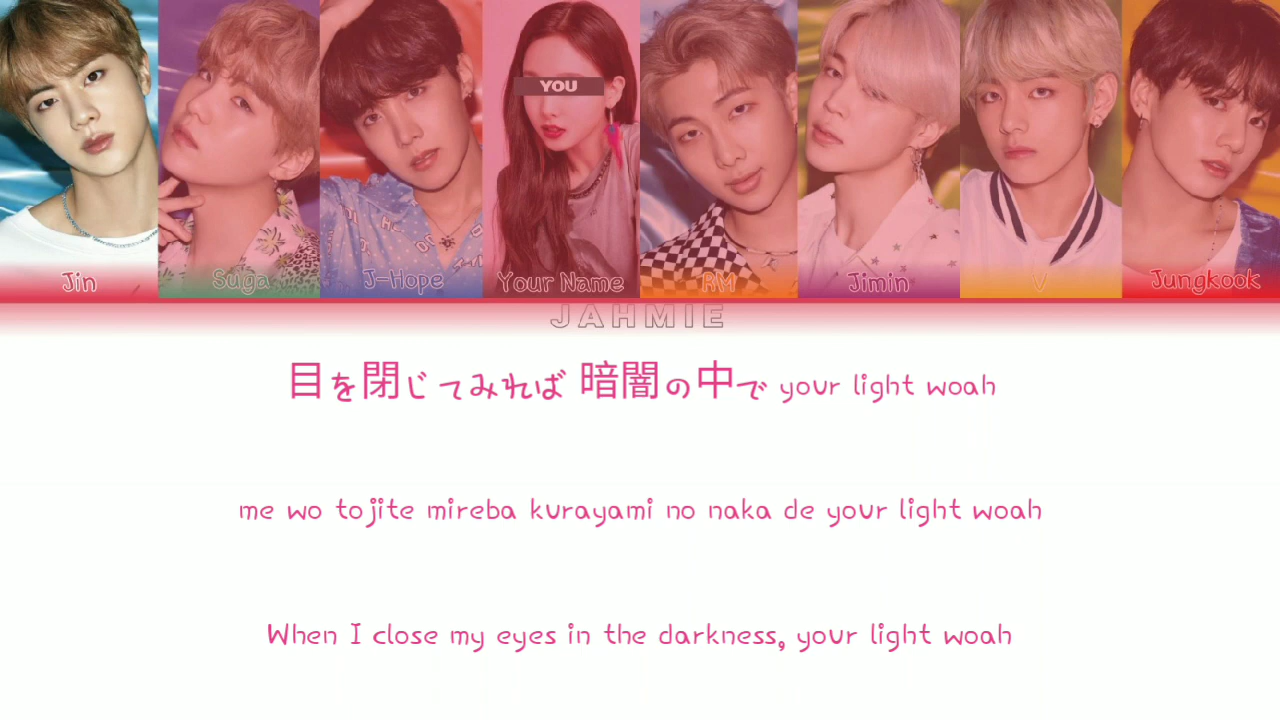 YOU
Jin Suga J-Hope Your Name RM Jimin V Jungkook
JAHMIE
目を閉じてみれば 暗闇の中で your light woah
me wo tojite mireba kurayami no naka de your light woah
When I close my eyes in the darkness, your light woah